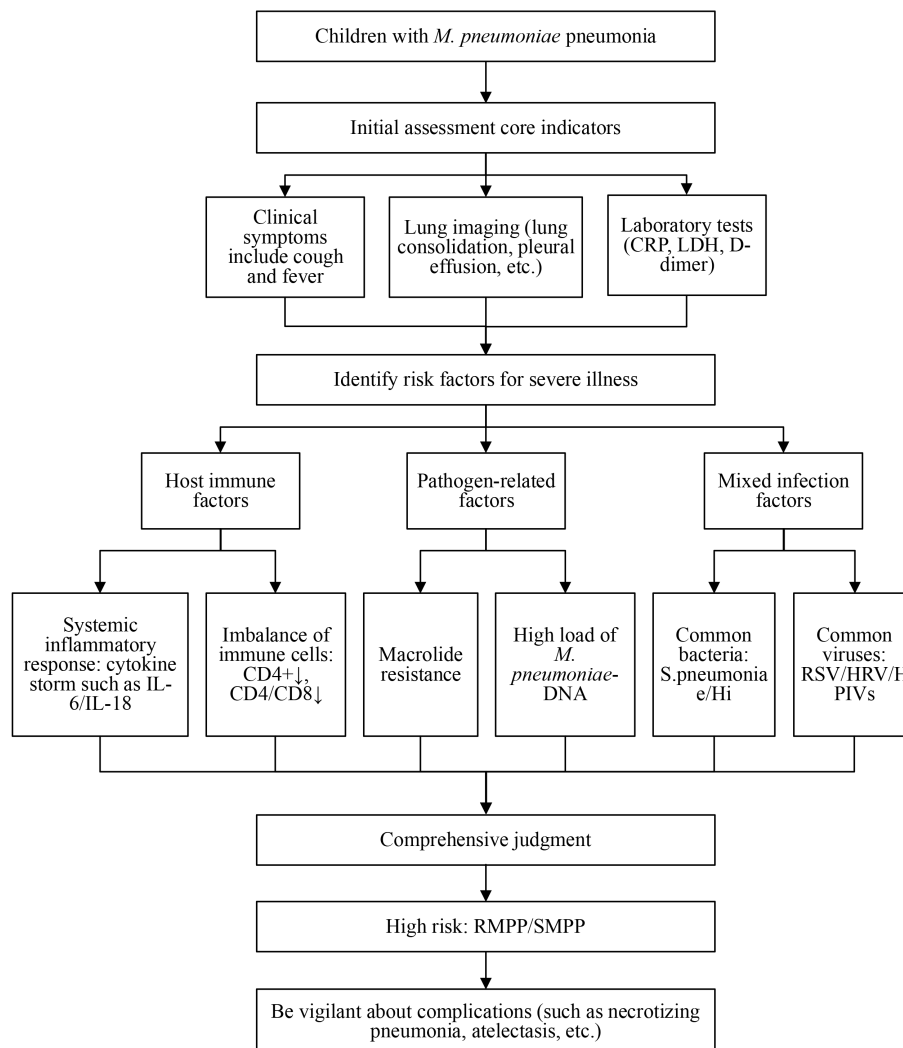 Children with M. pneumoniae pneumonia
Initial assessment core indicators
Clinical
symptoms
include cough
and fever
Lung imaging (lung
consolidation, pleural
effusion, etc.)
Laboratory tests
(CRP, LDH, D-
dimer)
Identify risk factors for severe illness
Host immune
factors
Pathogen-related
factors
Mixed infection
factors
Systemic
inflammatory
response: cytokine
storm such as IL-
6/IL-18
Imbalance of
immune cells:
CD4+↓,
CD4/CD8↓
Macrolide
resistance
High load of
M.
pneumoniae-
DNA
Common
bacteria:
S.pneumonia
e/Hi
Common
viruses:
RSV/HRV/H
PIVs
Comprehensive judgment
High risk: RMPP/SMPP
Be vigilant about complications (such as necrotizing
pneumonia, atelectasis, etc.)